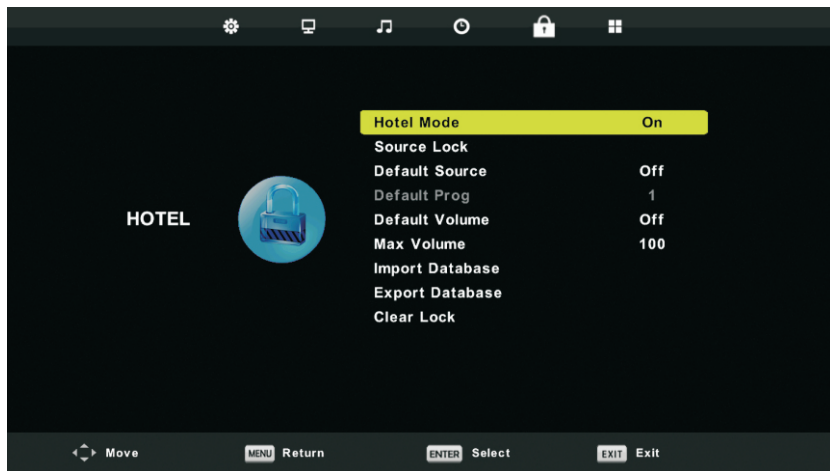 Hotel Mode On
Source Lock
Default Source Off
Default Prog 1
HOTEL
Default Volume Off
Max Volume 100
Import Database
Export Database
Clear Lock
Move MENU Return ENTER Select EXIT Exit